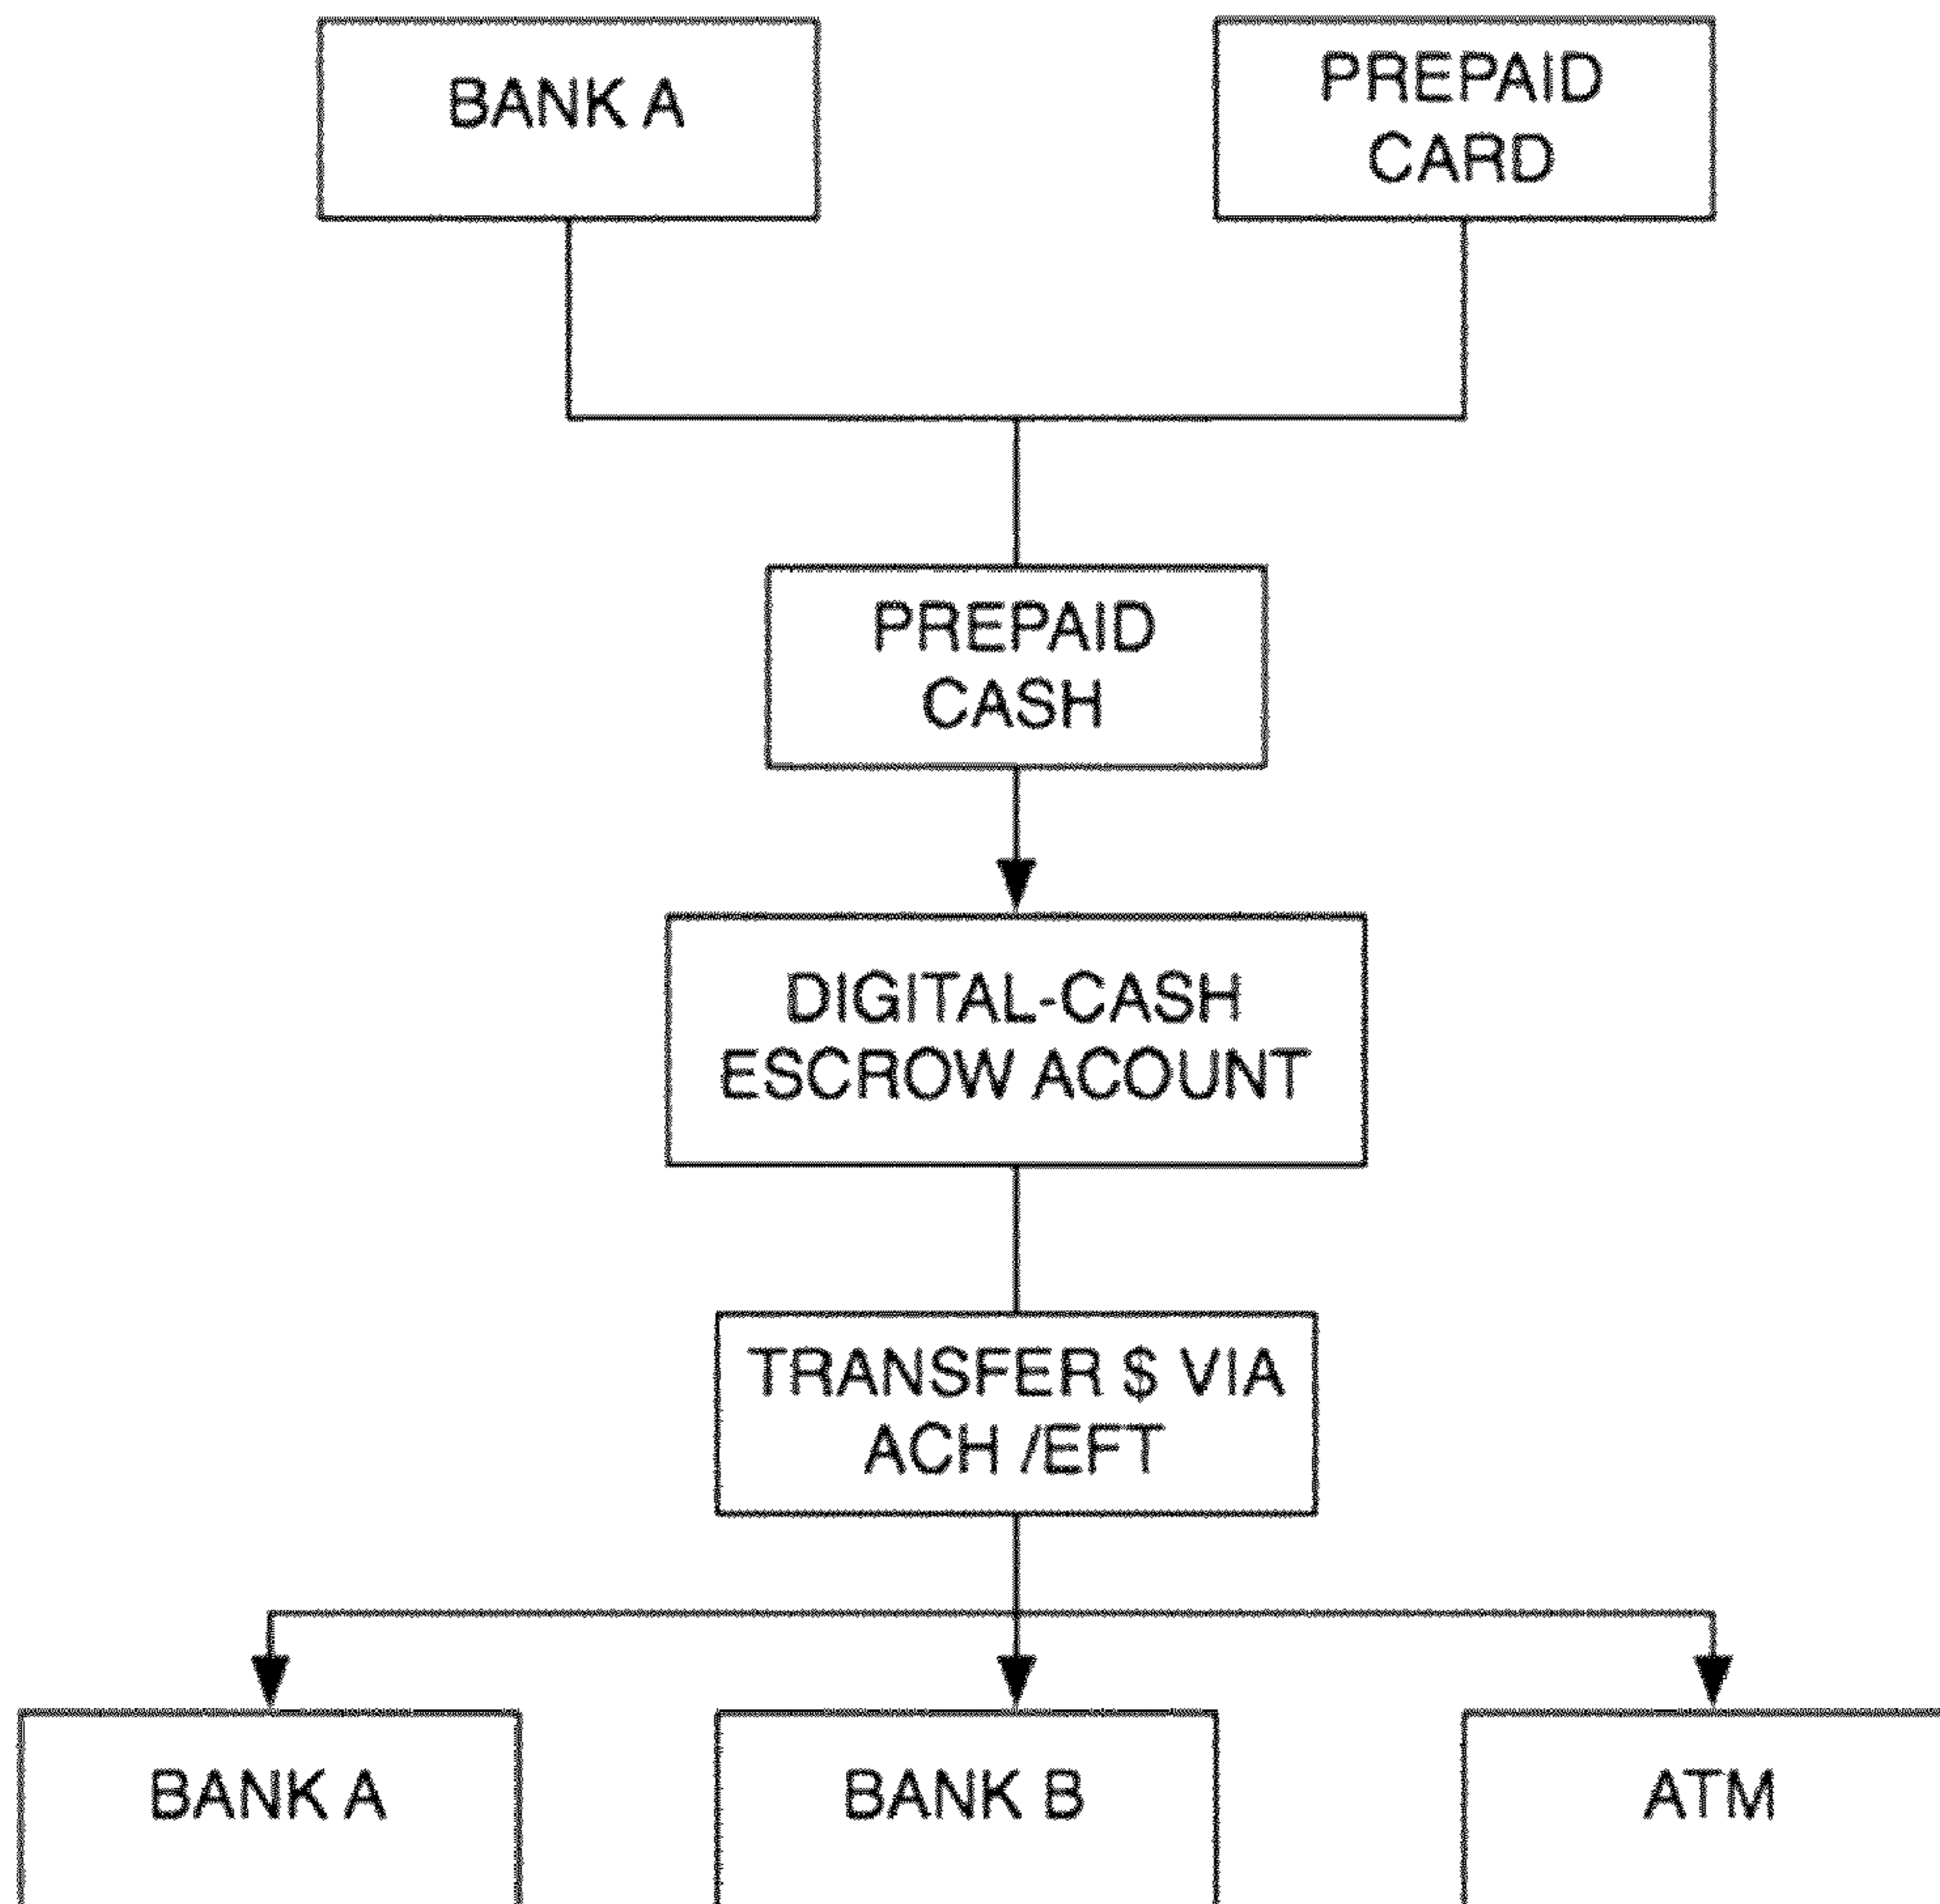 BANK A
PREPAID
CARD
PREPAID
CASH
DIGITAL-CASH
ESCROW ACOUNT
TRANSFER $ VIA
ACH /EFT
BANK A
BANK B
ATM